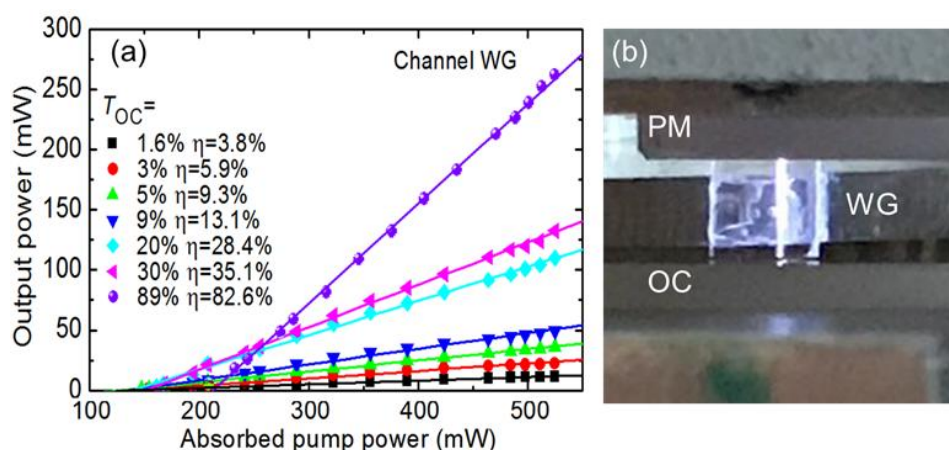 300
(a)
Channel WG
250
T_OC=
1.6% η=3.8%
3% η=5.9%
5% η=9.3%
9% η=13.1%
20% η=28.4%
30% η=35.1%
89% η=82.6%
200
150
100
50
0
100 200 300 400 500
Absorbed pump power (mW)
Output power (mW)
(b)
PM
WG
OC